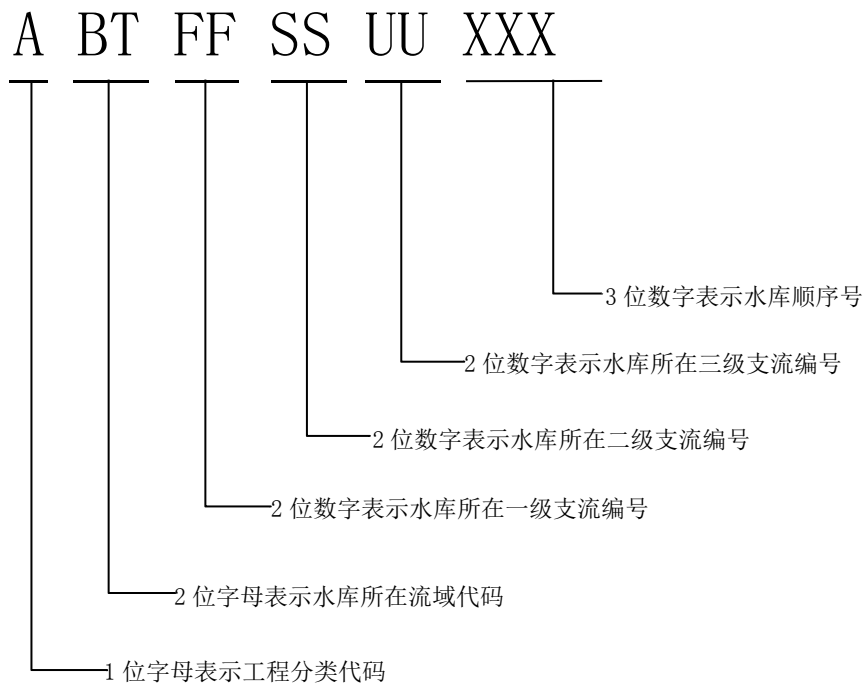 A BT FF SS UU XXX
3 位数字表示水库顺序号
2 位数字表示水库所在三级支流编号
2 位数字表示水库所在二级支流编号
2 位数字表示水库所在一级支流编号
2 位字母表示水库所在流域代码
1 位字母表示工程分类代码